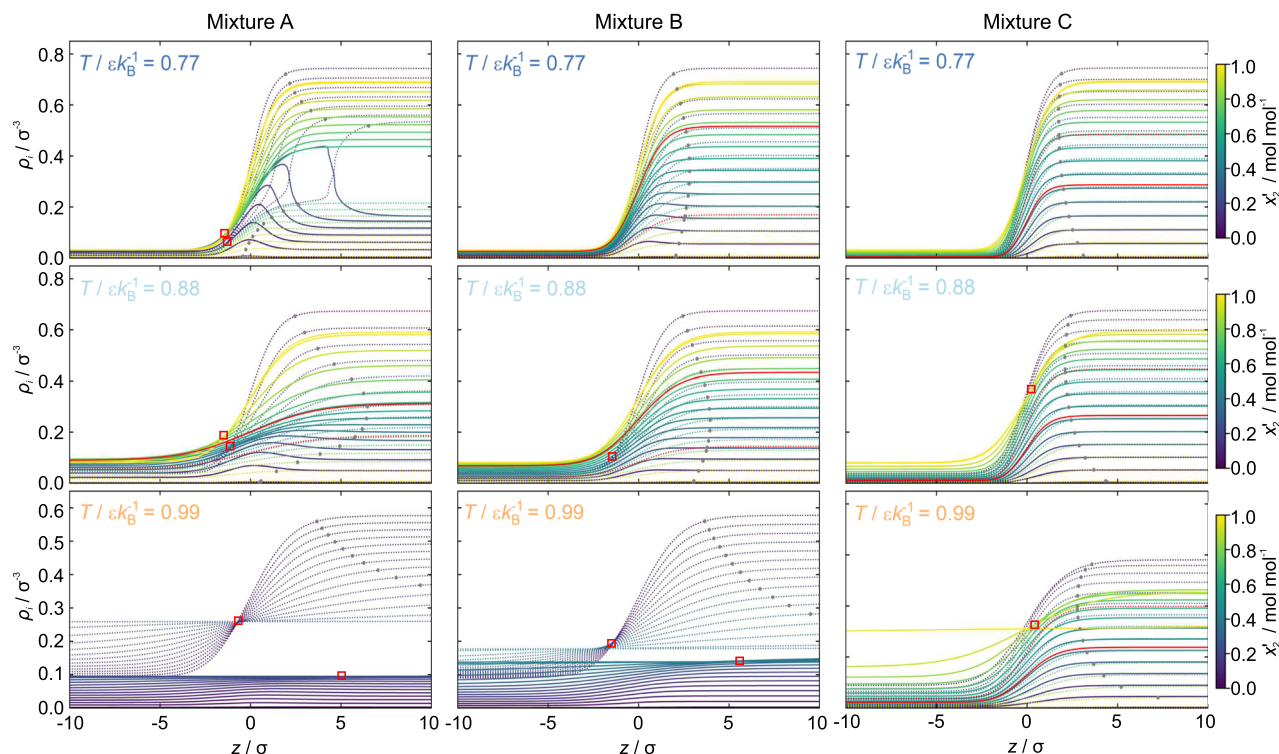 Mixture A Mixture B Mixture C
T / εk_B^-1 = 0.77 T / εk_B^-1 = 0.77 T / εk_B^-1 = 0.77
0.8
0.6
0.4
0.2
0.0
ρᵢ / σ⁻³
1.0
0.8
0.6
0.4
0.2
0.0
x′₂ / mol mol⁻¹
T / εk_B^-1 = 0.88 T / εk_B^-1 = 0.88 T / εk_B^-1 = 0.88
0.8
0.6
0.4
0.2
0.0
ρᵢ / σ⁻³
1.0
0.8
0.6
0.4
0.2
0.0
x′₂ / mol mol⁻¹
T / εk_B^-1 = 0.99 T / εk_B^-1 = 0.99 T / εk_B^-1 = 0.99
0.6
0.5
0.4
0.3
0.2
0.1
0.0
ρᵢ / σ⁻³
1.0
0.8
0.6
0.4
0.2
0.0
x′₂ / mol mol⁻¹
-10 -5 0 5 10 -10 -5 0 5 10 -10 -5 0 5 10
z / σ z / σ z / σ